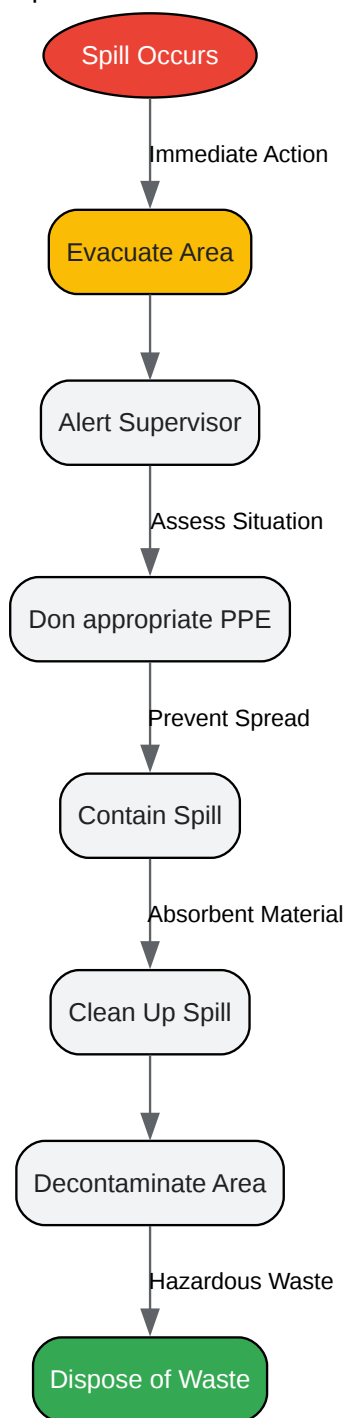 Spill Occurs
Immediate Action
Evacuate Area
Alert Supervisor
Assess Situation
Don appropriate PPE
Prevent Spread
Contain Spill
Absorbent Material
Clean Up Spill
Decontaminate Area
Hazardous Waste
Dispose of Waste